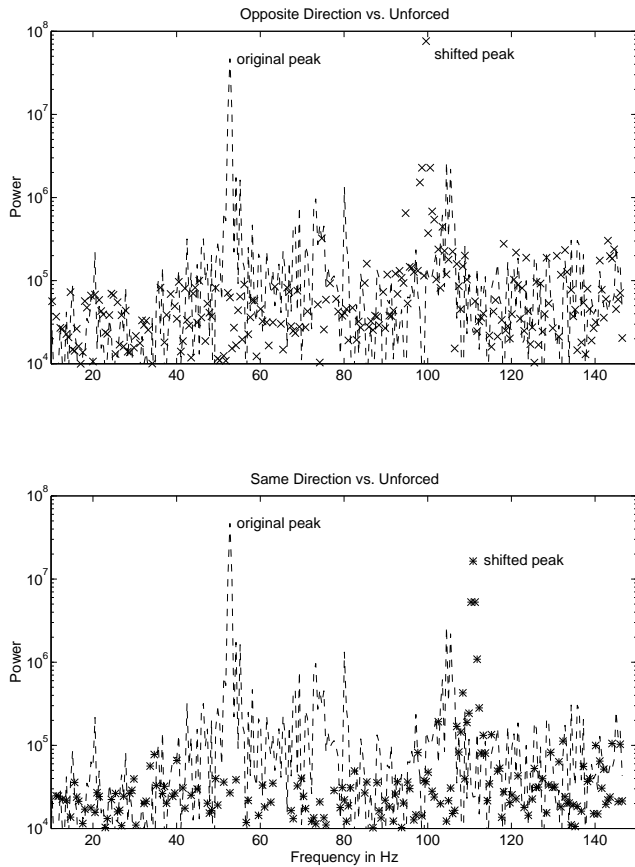 Opposite Direction vs. Unforced
10^8
10^7
10^6
10^5
10^4
Power
original peak
shifted peak
20 40 60 80 100 120 140
Same Direction vs. Unforced
10^8
10^7
10^6
10^5
10^4
Power
original peak
shifted peak
20 40 60 80 100 120 140
Frequency in Hz